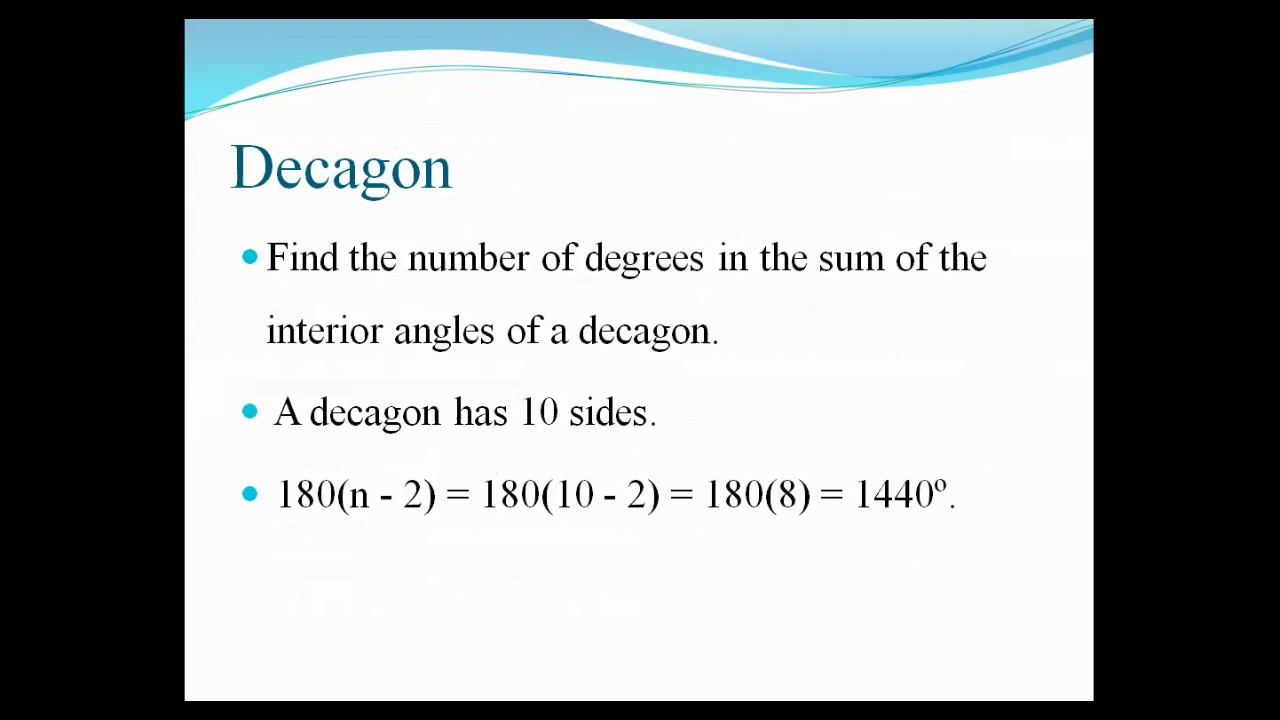 Decagon
Find the number of degrees in the sum of the
interior angles of a decagon.
A decagon has 10 sides.
180(n - 2) = 180(10 - 2) = 180(8) = 1440º.